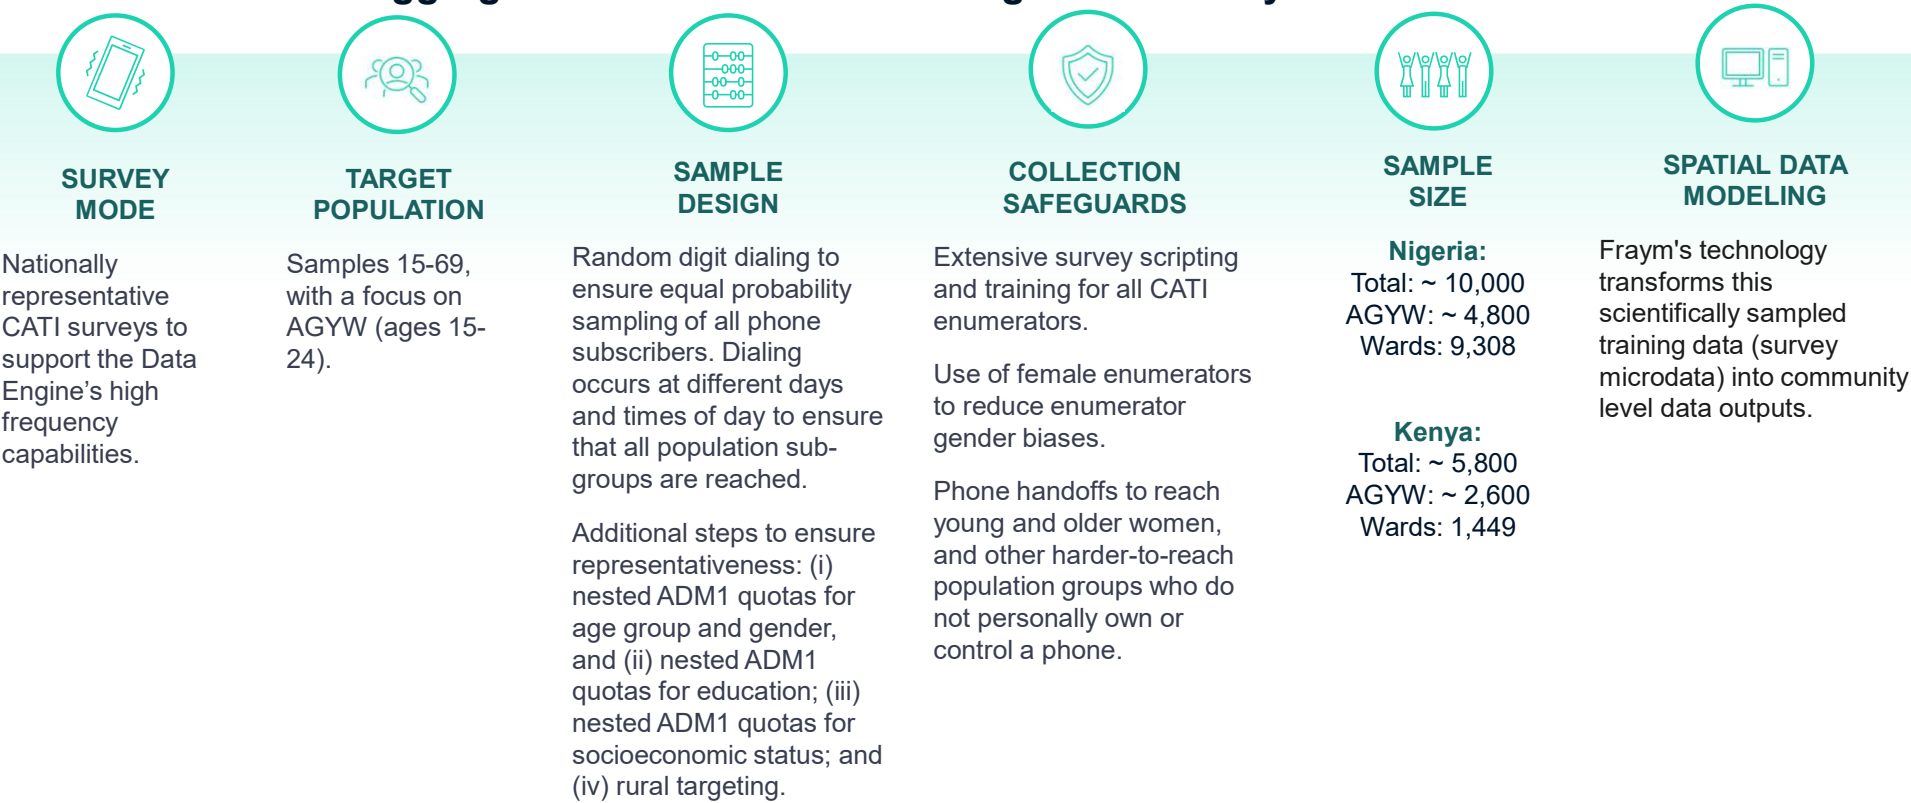 SURVEY
MODE
Nationally
representative
CATI surveys to
support the Data
Engine’s high
frequency
capabilities.
TARGET
POPULATION
Samples 15-69,
with a focus on
AGYW (ages 15-
24).
SAMPLE
DESIGN
Random digit dialing to
ensure equal probability
sampling of all phone
subscribers. Dialing
occurs at different days
and times of day to ensure
that all population sub-
groups are reached.
Additional steps to ensure
representativeness: (i)
nested ADM1 quotas for
age group and gender,
and (ii) nested ADM1
quotas for education; (iii)
nested ADM1 quotas for
socioeconomic status; and
(iv) rural targeting.
COLLECTION
SAFEGUARDS
Extensive survey scripting
and training for all CATI
enumerators.
Use of female enumerators
to reduce enumerator
gender biases.
Phone handoffs to reach
young and older women,
and other harder-to-reach
population groups who do
not personally own or
control a phone.
SAMPLE
SIZE
Nigeria:
Total: ~ 10,000
AGYW: ~ 4,800
Wards: 9,308
Kenya:
Total: ~ 5,800
AGYW: ~ 2,600
Wards: 1,449
SPATIAL DATA
MODELING
Fraym's technology
transforms this
scientifically sampled
training data (survey
microdata) into community
level data outputs.